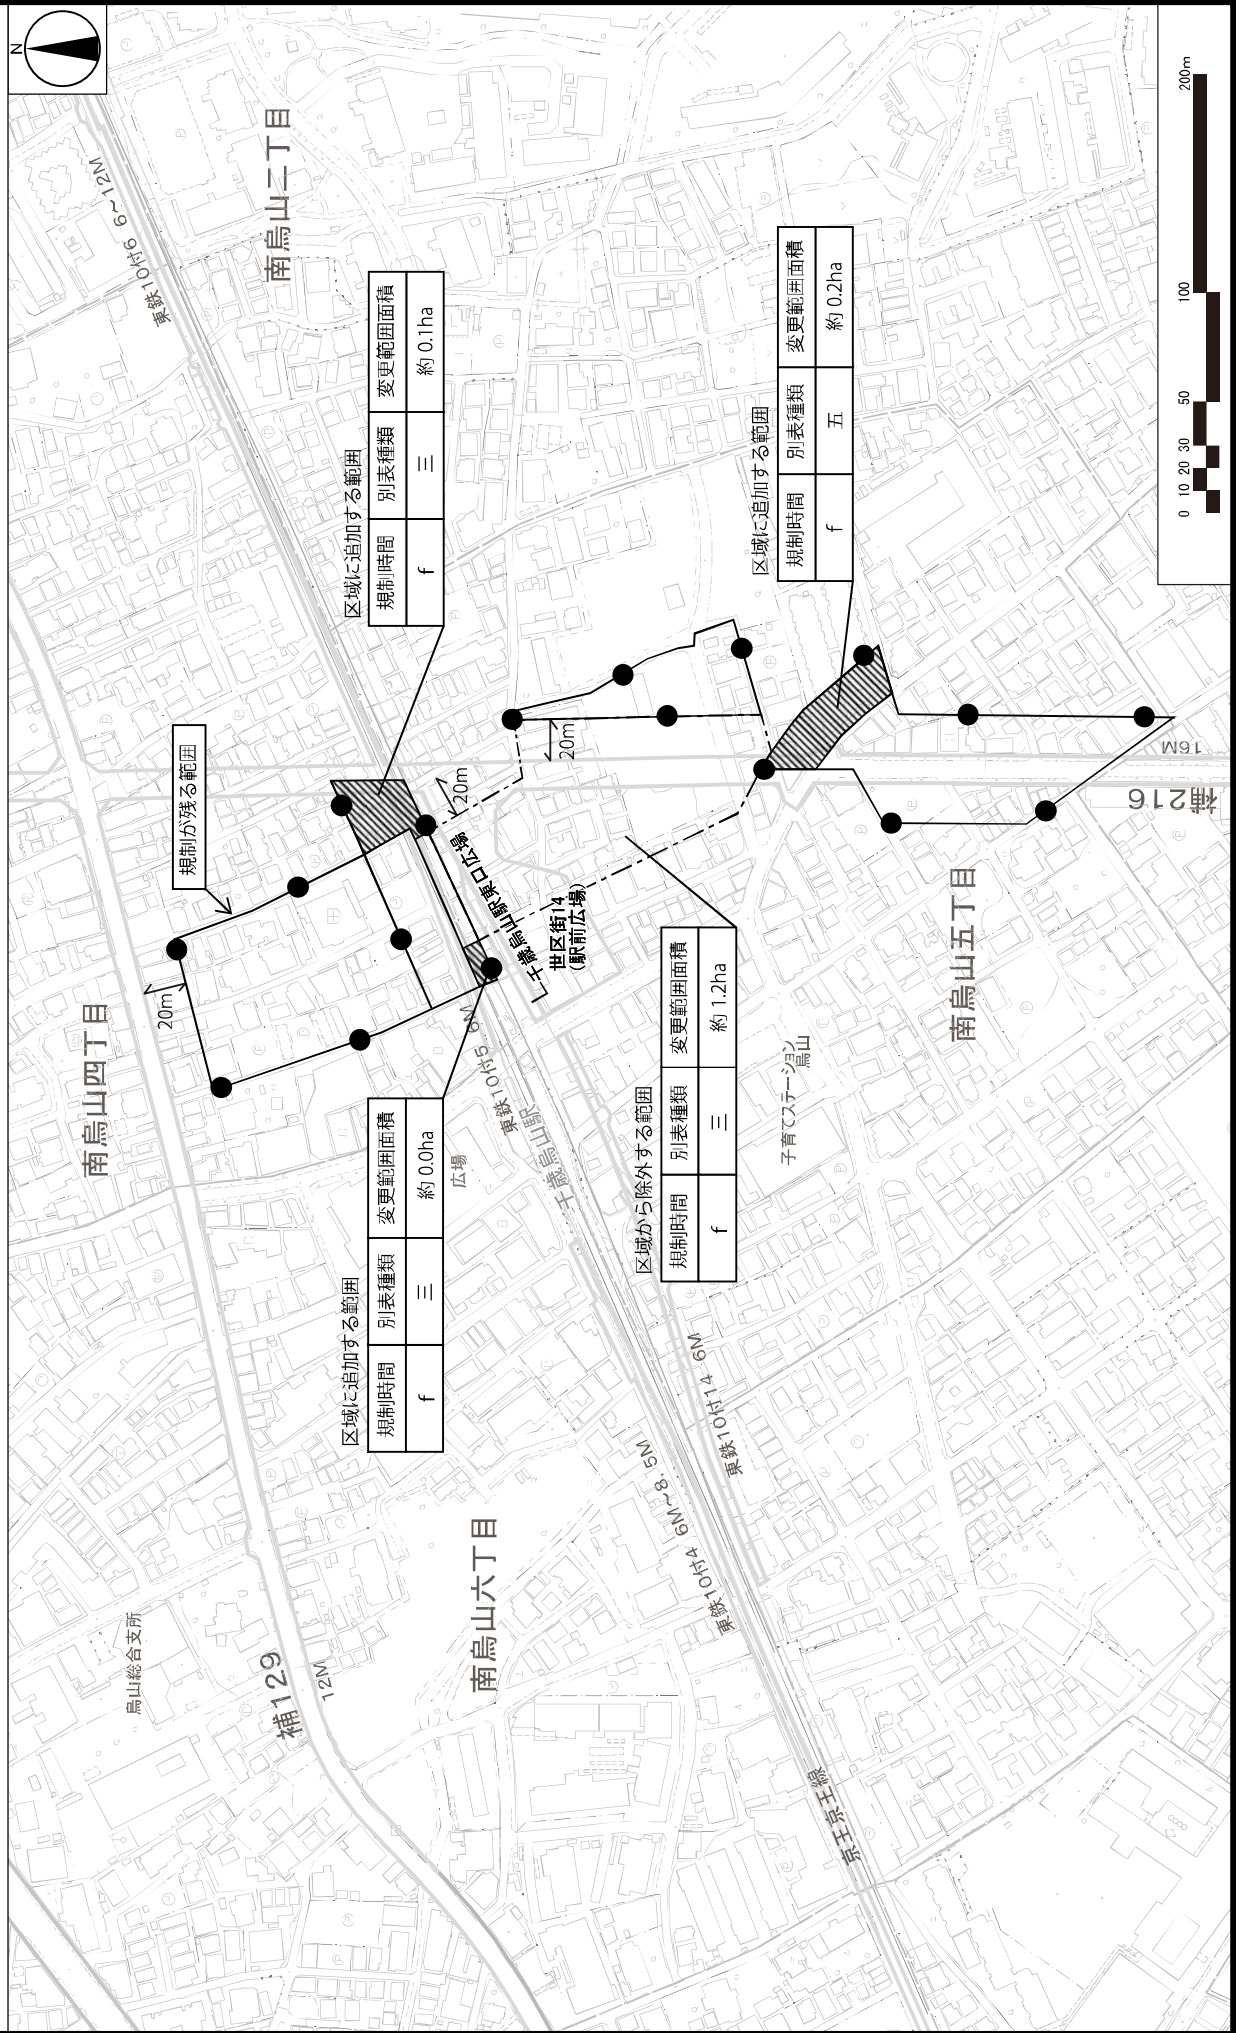 N
南烏山二丁目
東鉄10付6 6〜12M
規制が残る範囲
南烏山四丁目
20m
区域に追加する範囲
規制時間 別表種類 変更範囲面積
f 三 約 0.1ha
20m
20m
千歳烏山駅東口広場
世区街14
(駅前広場)
区域に追加する範囲
規制時間 別表種類 変更範囲面積
f 五 約 0.2ha
16M
補216
南烏山五丁目
区域に追加する範囲
規制時間 別表種類 変更範囲面積
f 三 約 0.0ha
広場
東鉄10付5 6M
千歳烏山駅
区域から除外する範囲
規制時間 別表種類 変更範囲面積
f 三 約 1.2ha
子育てステーション
烏山
東鉄10付14 6M
東鉄10付4 6M〜8.5M
南烏山六丁目
烏山総合支所
補129
12M
京王京王線
0 10 20 30 50 100 200m